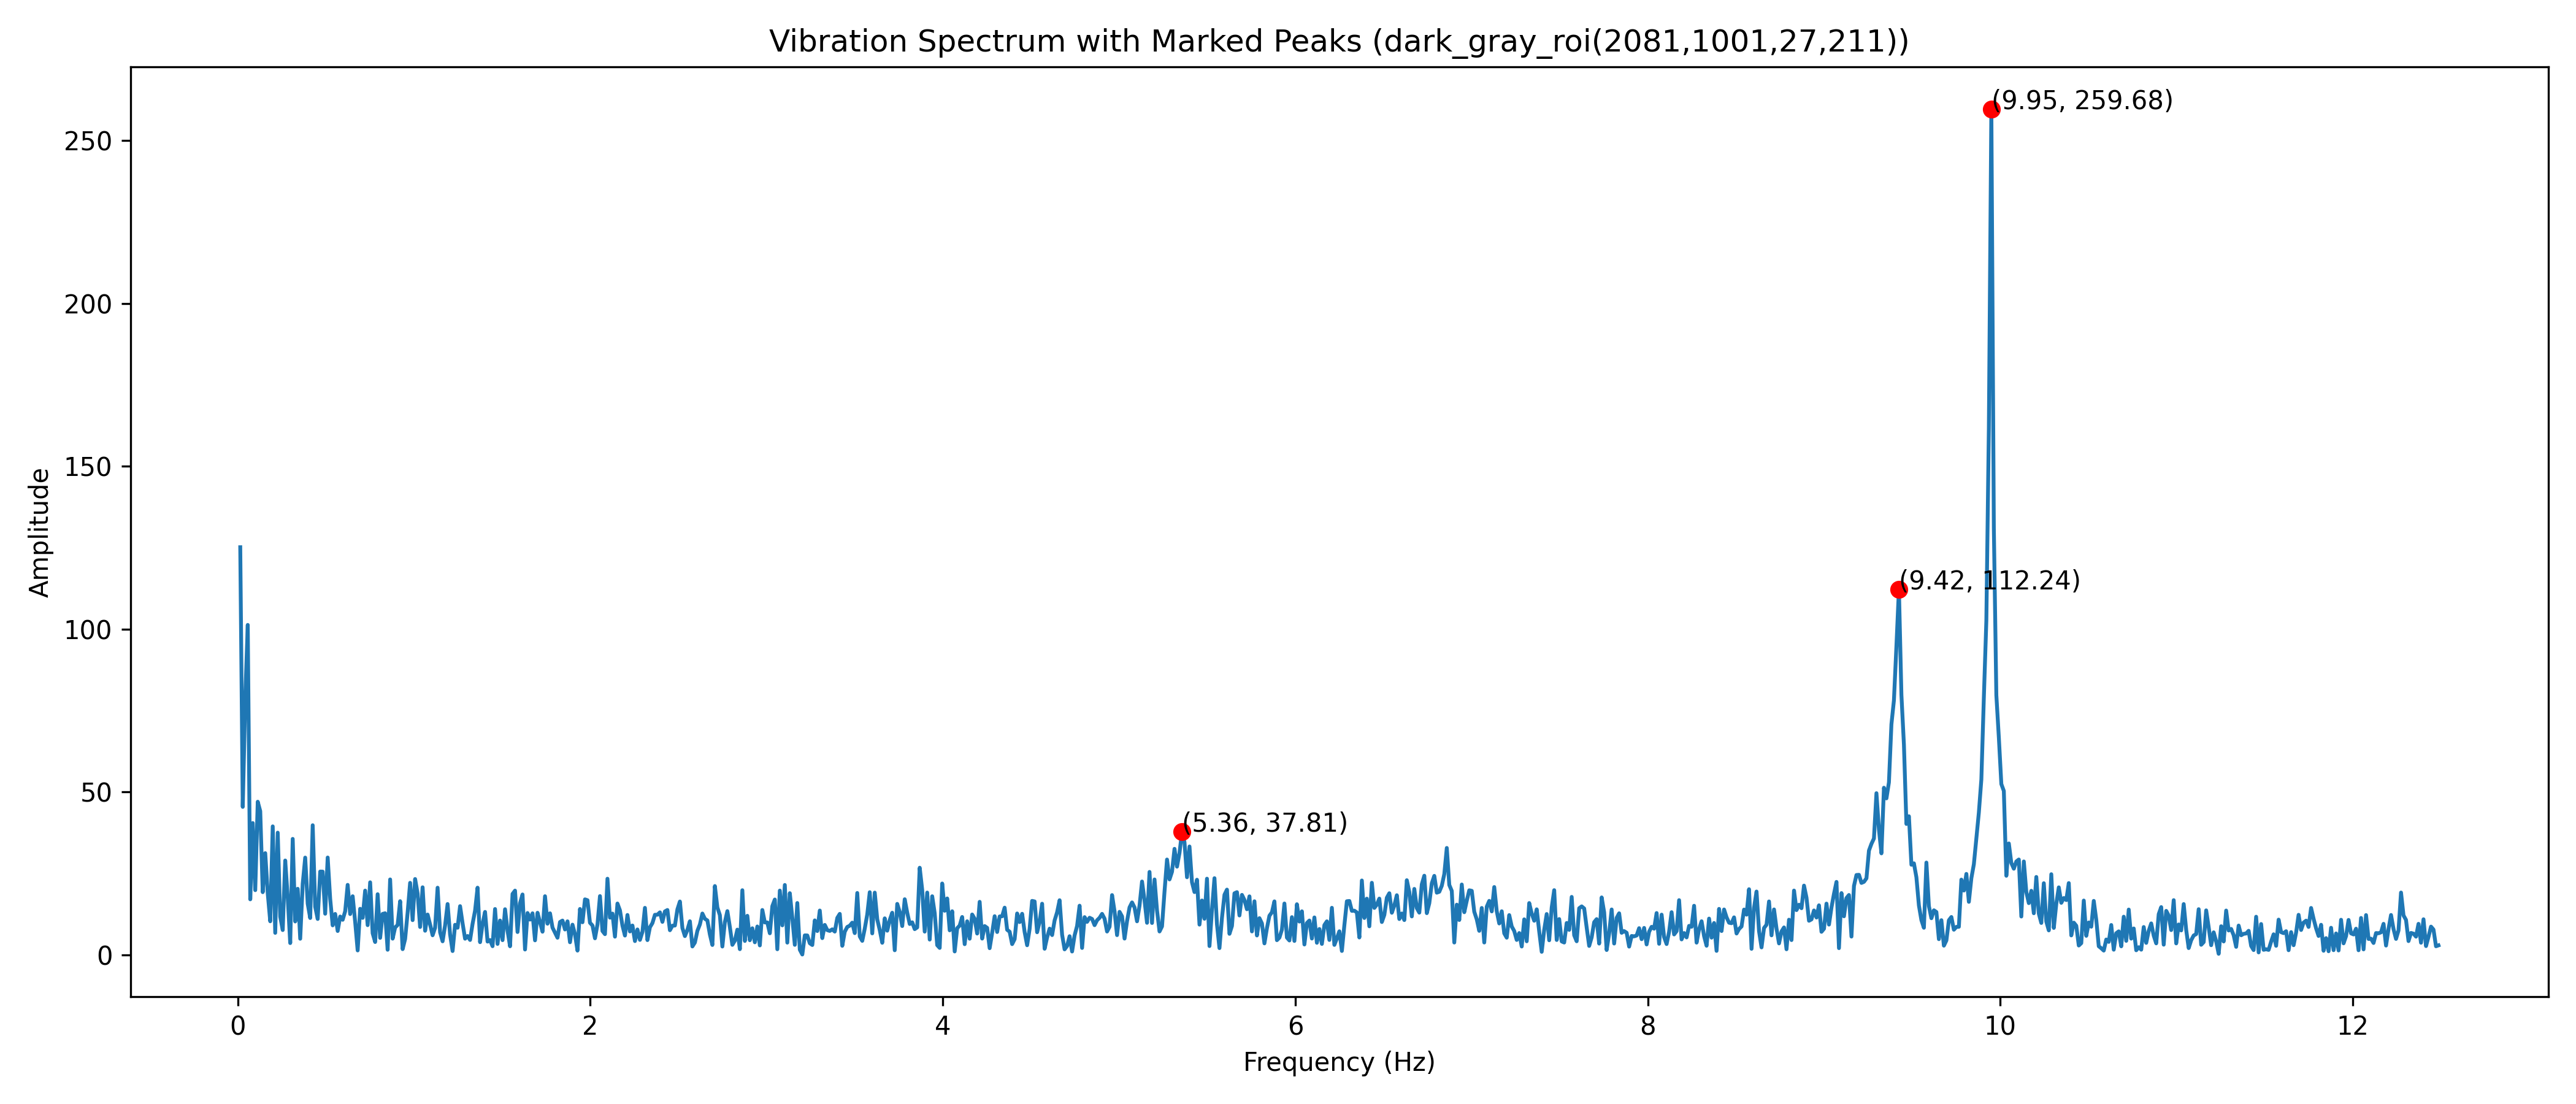 Vibration Spectrum with Marked Peaks (dark_gray_roi(2081,1001,27,211))
(9.95, 259.68)
250
200
150
Amplitude
(9.42, 112.24)
100
50
(5.36, 37.81)
0
0 2 4 6 8 10 12
Frequency (Hz)